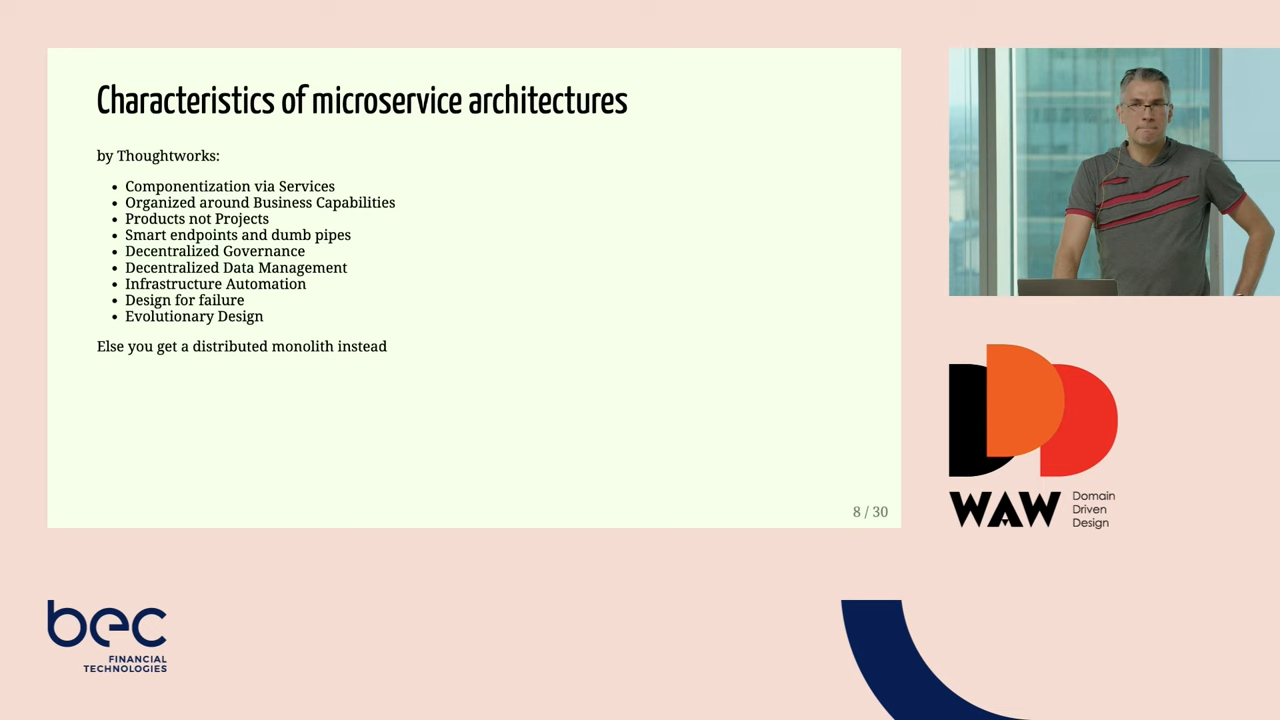 Characteristics of microservice architectures
by Thoughtworks:
• Componentization via Services
• Organized around Business Capabilities
• Products not Projects
• Smart endpoints and dumb pipes
• Decentralized Governance
• Decentralized Data Management
• Infrastructure Automation
• Design for failure
• Evolutionary Design
Else you get a distributed monolith instead
8 / 30
DDD
WAW
Domain
Driven
Design
bec
FINANCIAL
TECHNOLOGIES